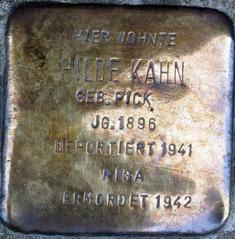 HIER WOHNTE
HILDE KAHN
GEB. PICK
JG. 1896
DEPORTIERT 1941
RIGA
ERMORDET 1942